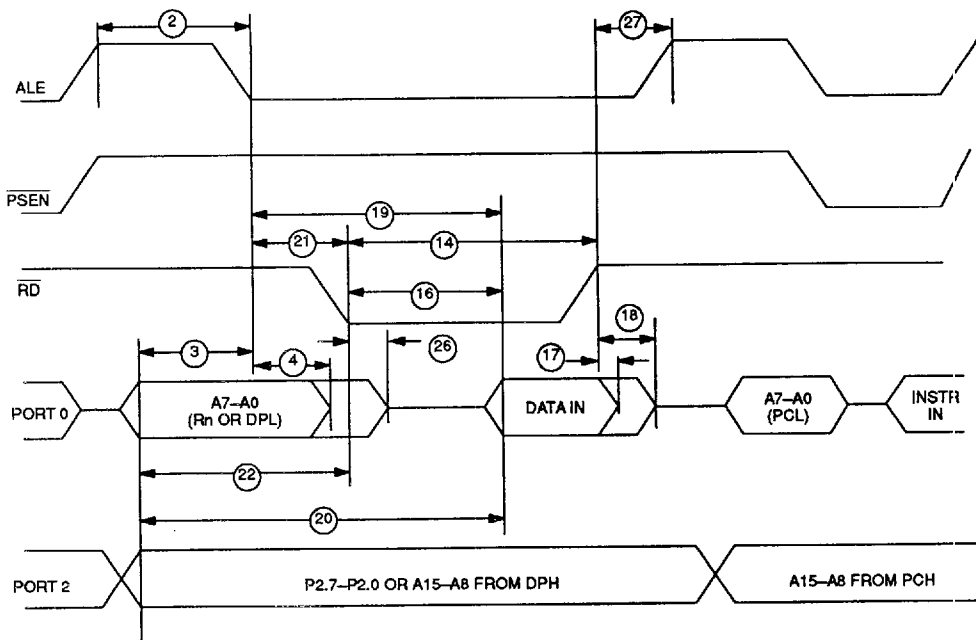 2
27
ALE
PSEN
19
21
14
RD
16
18
3
4
26
17
PORT 0
A7–A0
(Rn OR DPL)
DATA IN
A7–A0
(PCL)
INSTR
IN
22
20
PORT 2
P2.7–P2.0 OR A15–A8 FROM DPH
A15–A8 FROM PCH